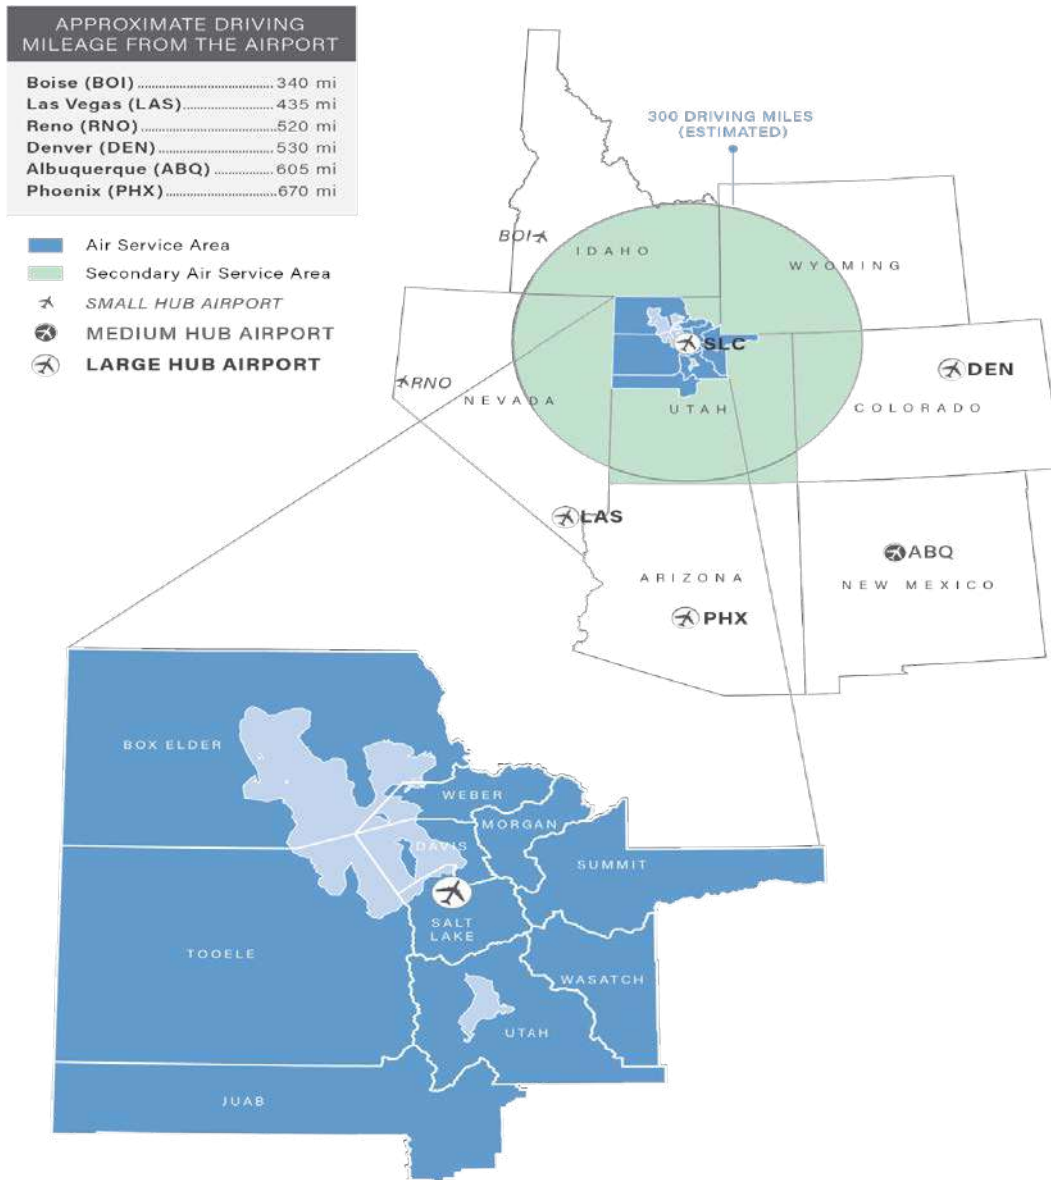 APPROXIMATE DRIVING
MILEAGE FROM THE AIRPORT
Boise (BOI) 340 mi
Las Vegas (LAS) 435 mi
Reno (RNO) 520 mi
Denver (DEN) 530 mi
Albuquerque (ABQ) 605 mi
Phoenix (PHX) 670 mi
Air Service Area
Secondary Air Service Area
SMALL HUB AIRPORT
MEDIUM HUB AIRPORT
LARGE HUB AIRPORT
300 DRIVING MILES
(ESTIMATED)
BOI
IDAHO
WYOMING
SLC
RNO
NEVADA
UTAH
DEN
COLORADO
LAS
ABQ
ARIZONA
NEW MEXICO
PHX
BOX ELDER
WEBER
MORGAN
DAVIS
SUMMIT
SALT
LAKE
TOOELE
WASATCH
UTAH
JUAB